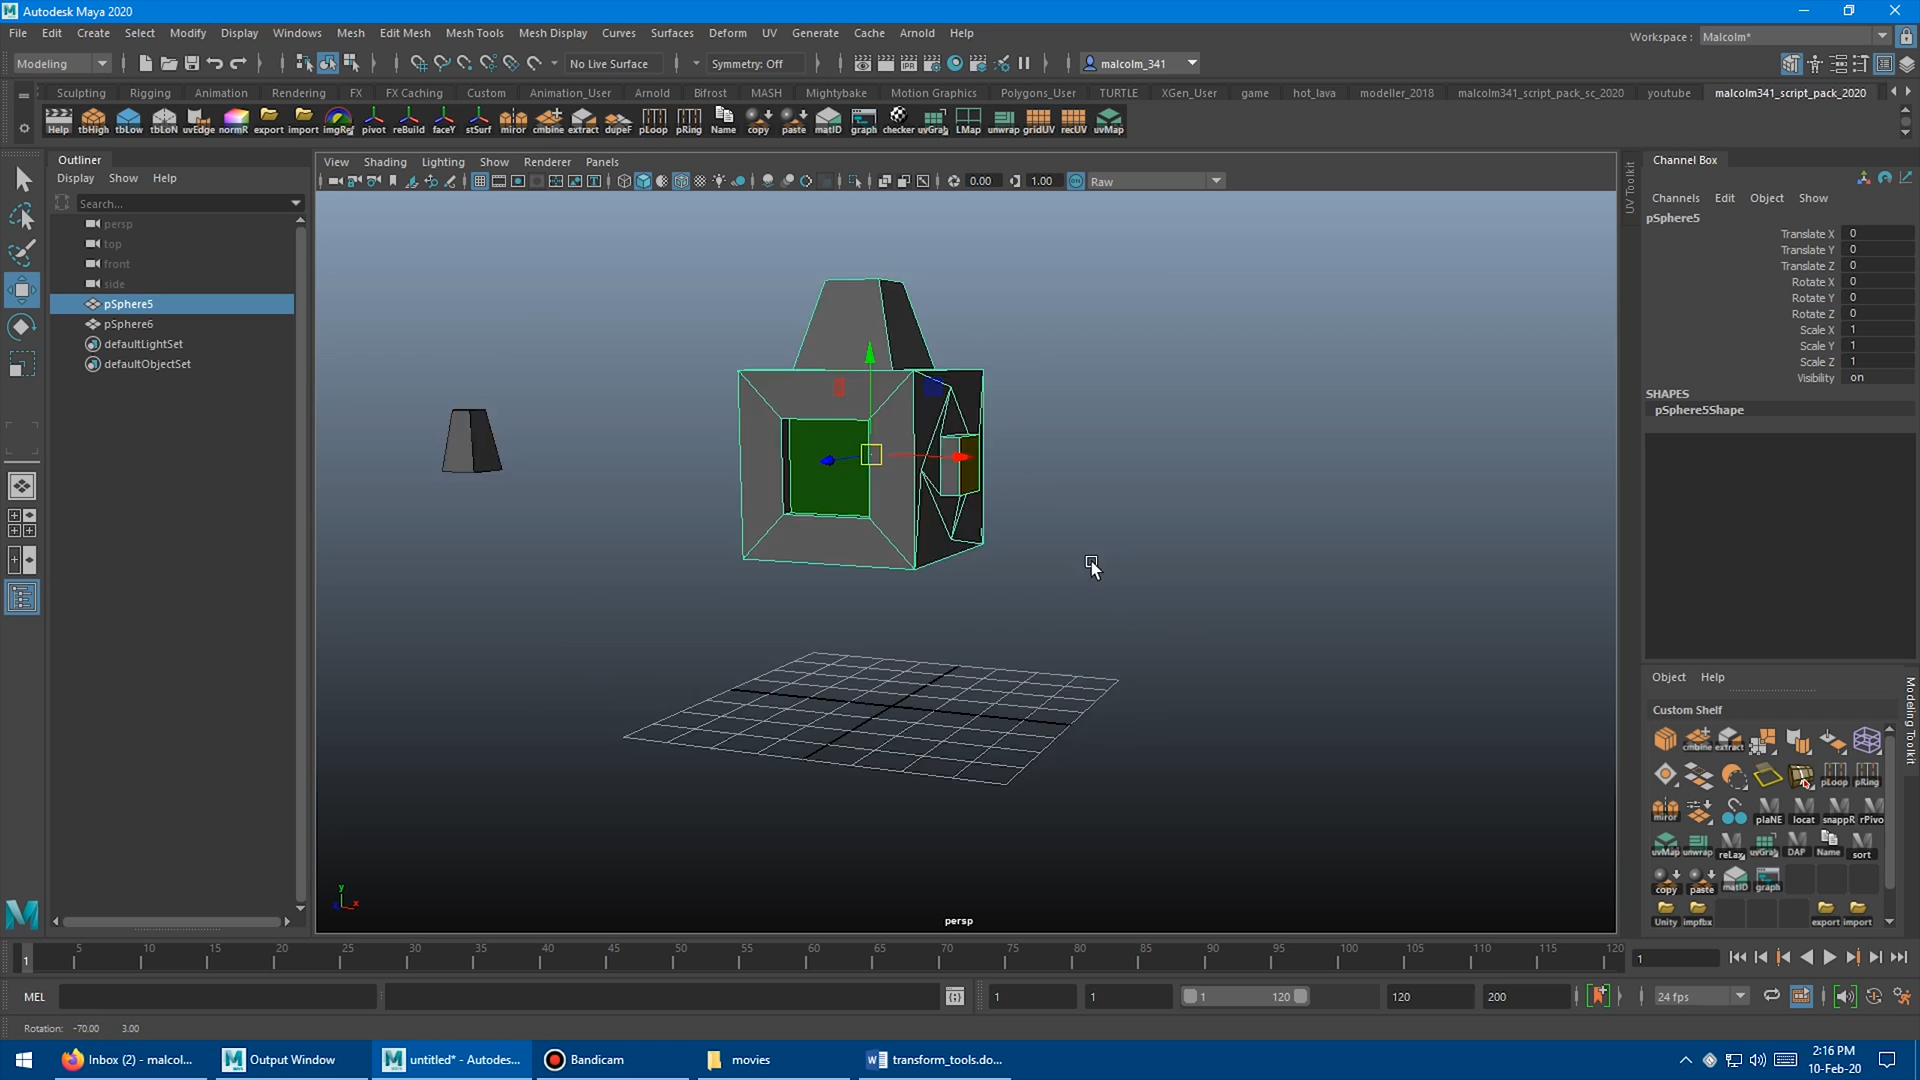 Autodesk Maya 2020
File Edit Create Select Modify Display Windows Mesh Edit Mesh Mesh Tools Mesh Display Curves Surfaces Deform UV Generate Cache Arnold Help
Workspace : Malcolm*
Modeling No Live Surface Symmetry: Off malcolm_341
Sculpting Rigging Animation Rendering FX FX Caching Custom Animation_User Arnold Bifrost MASH Mightybake Motion Graphics Polygons_User TURTLE XGen_User game hot_lava modeller_2018 malcolm341_script_pack_sc_2020 youtube malcolm341_script_pack_2020
Help tbHigh tbLow tbLoN uvEdge normR export import imgRef pivot reBuild faceY stSurf miror cmbine extract dupeF pLoop pRing Name copy paste matID graph checker uvGrab LMap unwrap gridUV recUV uvMap
Outliner
Display Show Help
Search...
persp
top
front
side
pSphere5
pSphere6
defaultLightSet
defaultObjectSet
View Shading Lighting Show Renderer Panels
0.00 1.00 Raw
y
x
persp
UV Toolkit
Channel Box
Channels Edit Object Show
pSphere5
Translate X 0
Translate Y 0
Translate Z 0
Rotate X 0
Rotate Y 0
Rotate Z 0
Scale X 1
Scale Y 1
Scale Z 1
Visibility on
SHAPES
pSphere5Shape
Object Help
Modeling Toolkit
Custom Shelf
cmbine extract
pLoop pRing
miror plaNE locat snappR rPivo
uvMap unwrap reLax uvGrab DAP Name sort
copy paste matID graph
Unity impfbx export import
5 10 15 20 25 30 35 40 45 50 55 60 65 70 75 80 85 90 95 100 105 110 115 120
1 1
MEL 1 1 1 120 120 200 24 fps
Rotation: -70.00 3.00
Inbox (2) - malcol... Output Window untitled* - Autodes... Bandicam movies transform_tools.do...
2:16 PM
10-Feb-20